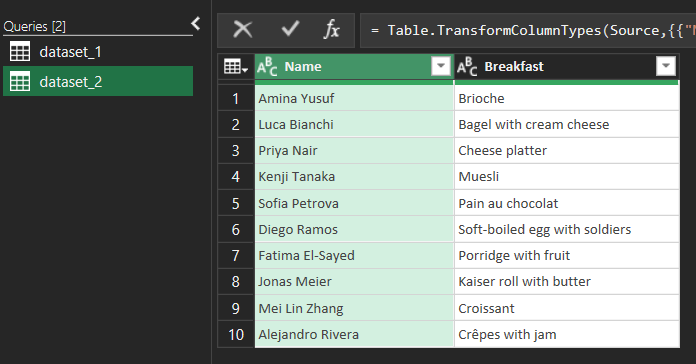 Queries [2]
dataset_1
dataset_2
fx = Table.TransformColumnTypes(Source,{{"
ABC Name ABC Breakfast
1 Amina Yusuf Brioche
2 Luca Bianchi Bagel with cream cheese
3 Priya Nair Cheese platter
4 Kenji Tanaka Muesli
5 Sofia Petrova Pain au chocolat
6 Diego Ramos Soft-boiled egg with soldiers
7 Fatima El-Sayed Porridge with fruit
8 Jonas Meier Kaiser roll with butter
9 Mei Lin Zhang Croissant
10 Alejandro Rivera Crêpes with jam